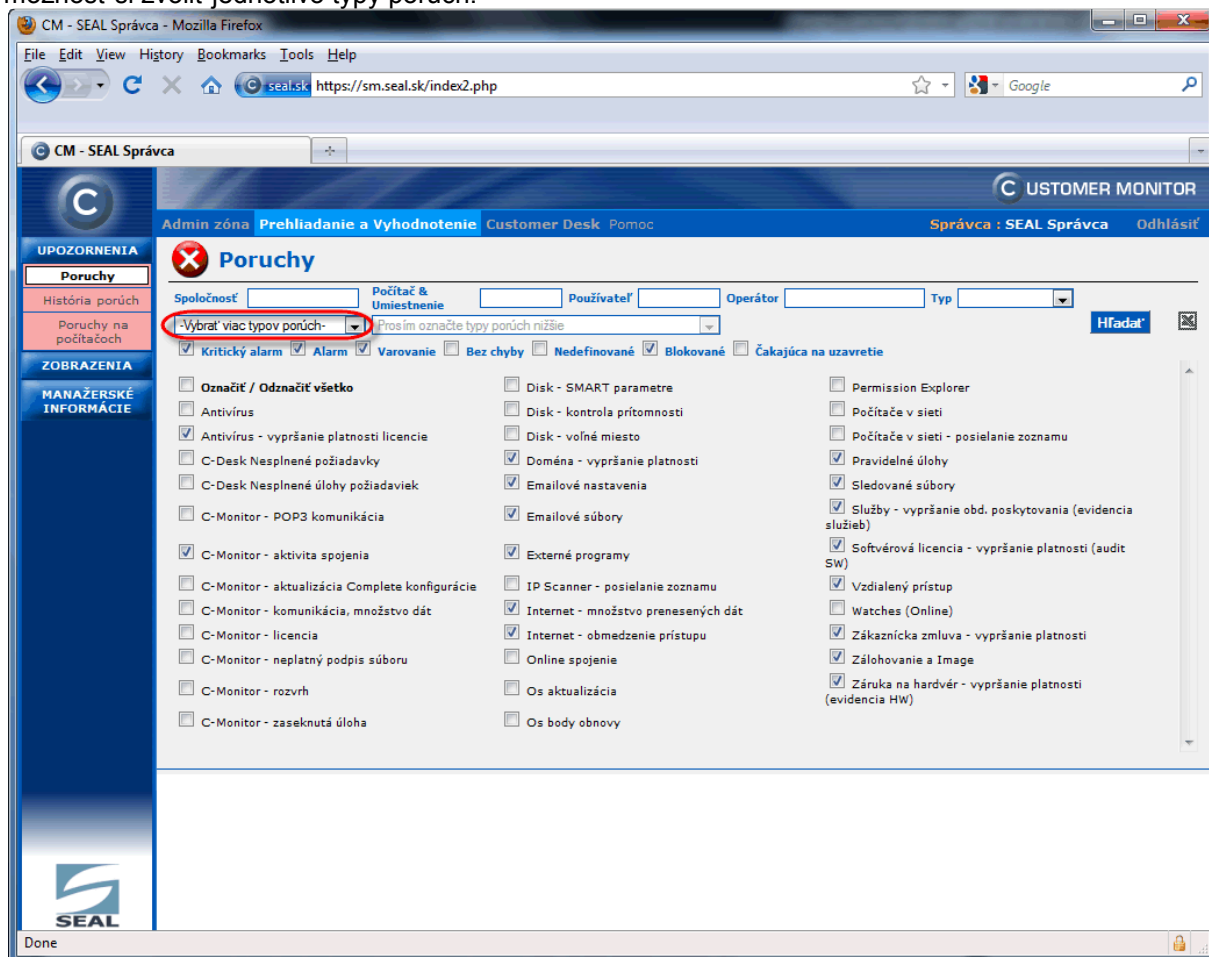 možnosť si zvoliť jednotlivé typy porúch.
CM - SEAL Správca - Mozilla Firefox
File Edit View History Bookmarks Tools Help
seal.sk https://sm.seal.sk/index2.php
Google
CM - SEAL Správca
C USTOMER MONITOR
Admin zóna Prehliadanie a Vyhodnotenie Customer Desk Pomoc Správca : SEAL Správca Odhlásiť
UPOZORNENIA
Poruchy
História porúch
Poruchy na počítačoch
ZOBRAZENIA
MANAŽERSKÉ INFORMÁCIE
Poruchy
Spoločnosť Počítač & Umiestnenie Používateľ Operátor Typ
-Vybrať viac typov porúch- Prosím označte typy porúch nižšie Hľadať
Kritický alarm Alarm Varovanie Bez chyby Nedefinované Blokované Čakajúca na uzavretie
Označiť / Odznačiť všetko Disk - SMART parametre Permission Explorer
Antivírus Disk - kontrola prítomnosti Počítače v sieti
Antivírus - vypršanie platnosti licencie Disk - voľné miesto Počítače v sieti - posielanie zoznamu
C-Desk Nesplnené požiadavky Doména - vypršanie platnosti Pravidelné úlohy
C-Desk Nesplnené úlohy požiadaviek Emailové nastavenia Sledované súbory
C-Monitor - POP3 komunikácia Emailové súbory Služby - vypršanie obd. poskytovania (evidencia služieb)
C-Monitor - aktivita spojenia Externé programy Softvérová licencia - vypršanie platnosti (audit SW)
C-Monitor - aktualizácia Complete konfigurácie IP Scanner - posielanie zoznamu Vzdialený prístup
C-Monitor - komunikácia, množstvo dát Internet - množstvo prenesených dát Watches (Online)
C-Monitor - licencia Internet - obmedzenie prístupu Zákaznícka zmluva - vypršanie platnosti
C-Monitor - neplatný podpis súboru Online spojenie Zálohovanie a Image
C-Monitor - rozvrh Os aktualizácia Záruka na hardvér - vypršanie platnosti (evidencia HW)
C-Monitor - zaseknutá úloha Os body obnovy
SEAL
Done